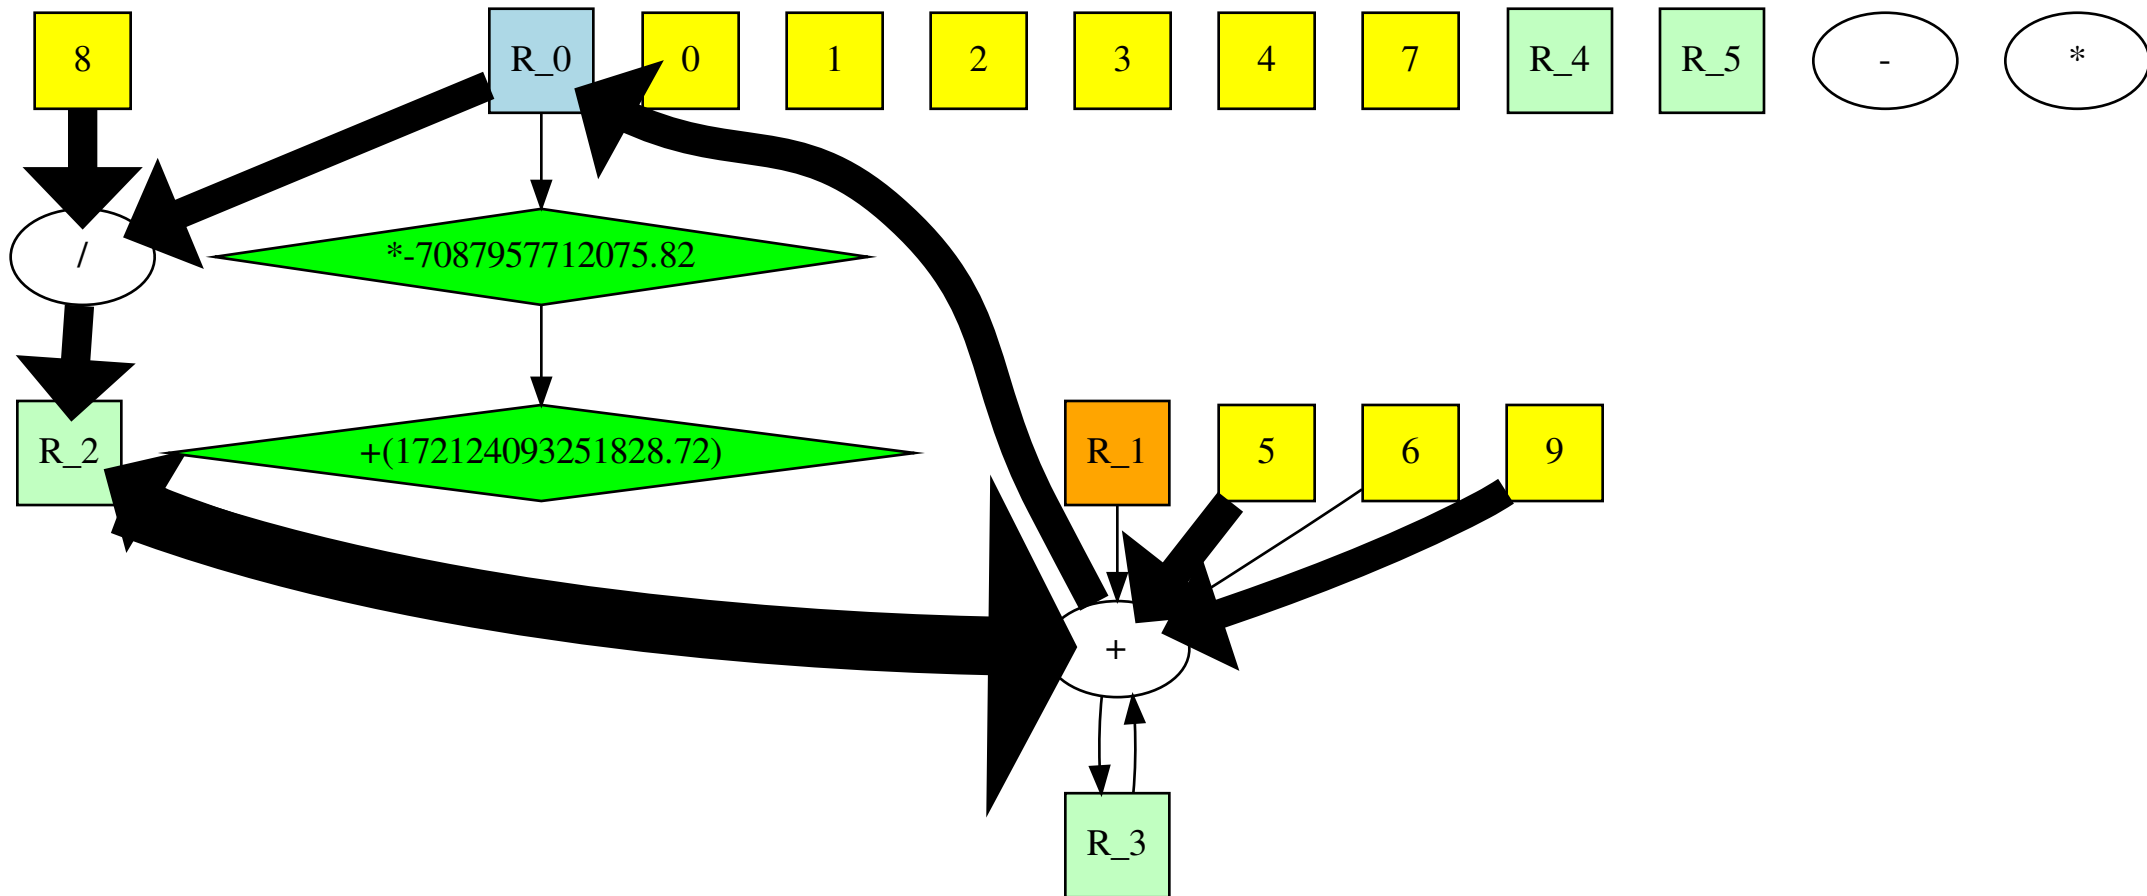 8
R_0
0
1
2
3
4
7
R_4
R_5
-
*
/
*-7087957712075.82
R_2
+(172124093251828.72)
R_1
5
6
9
+
R_3